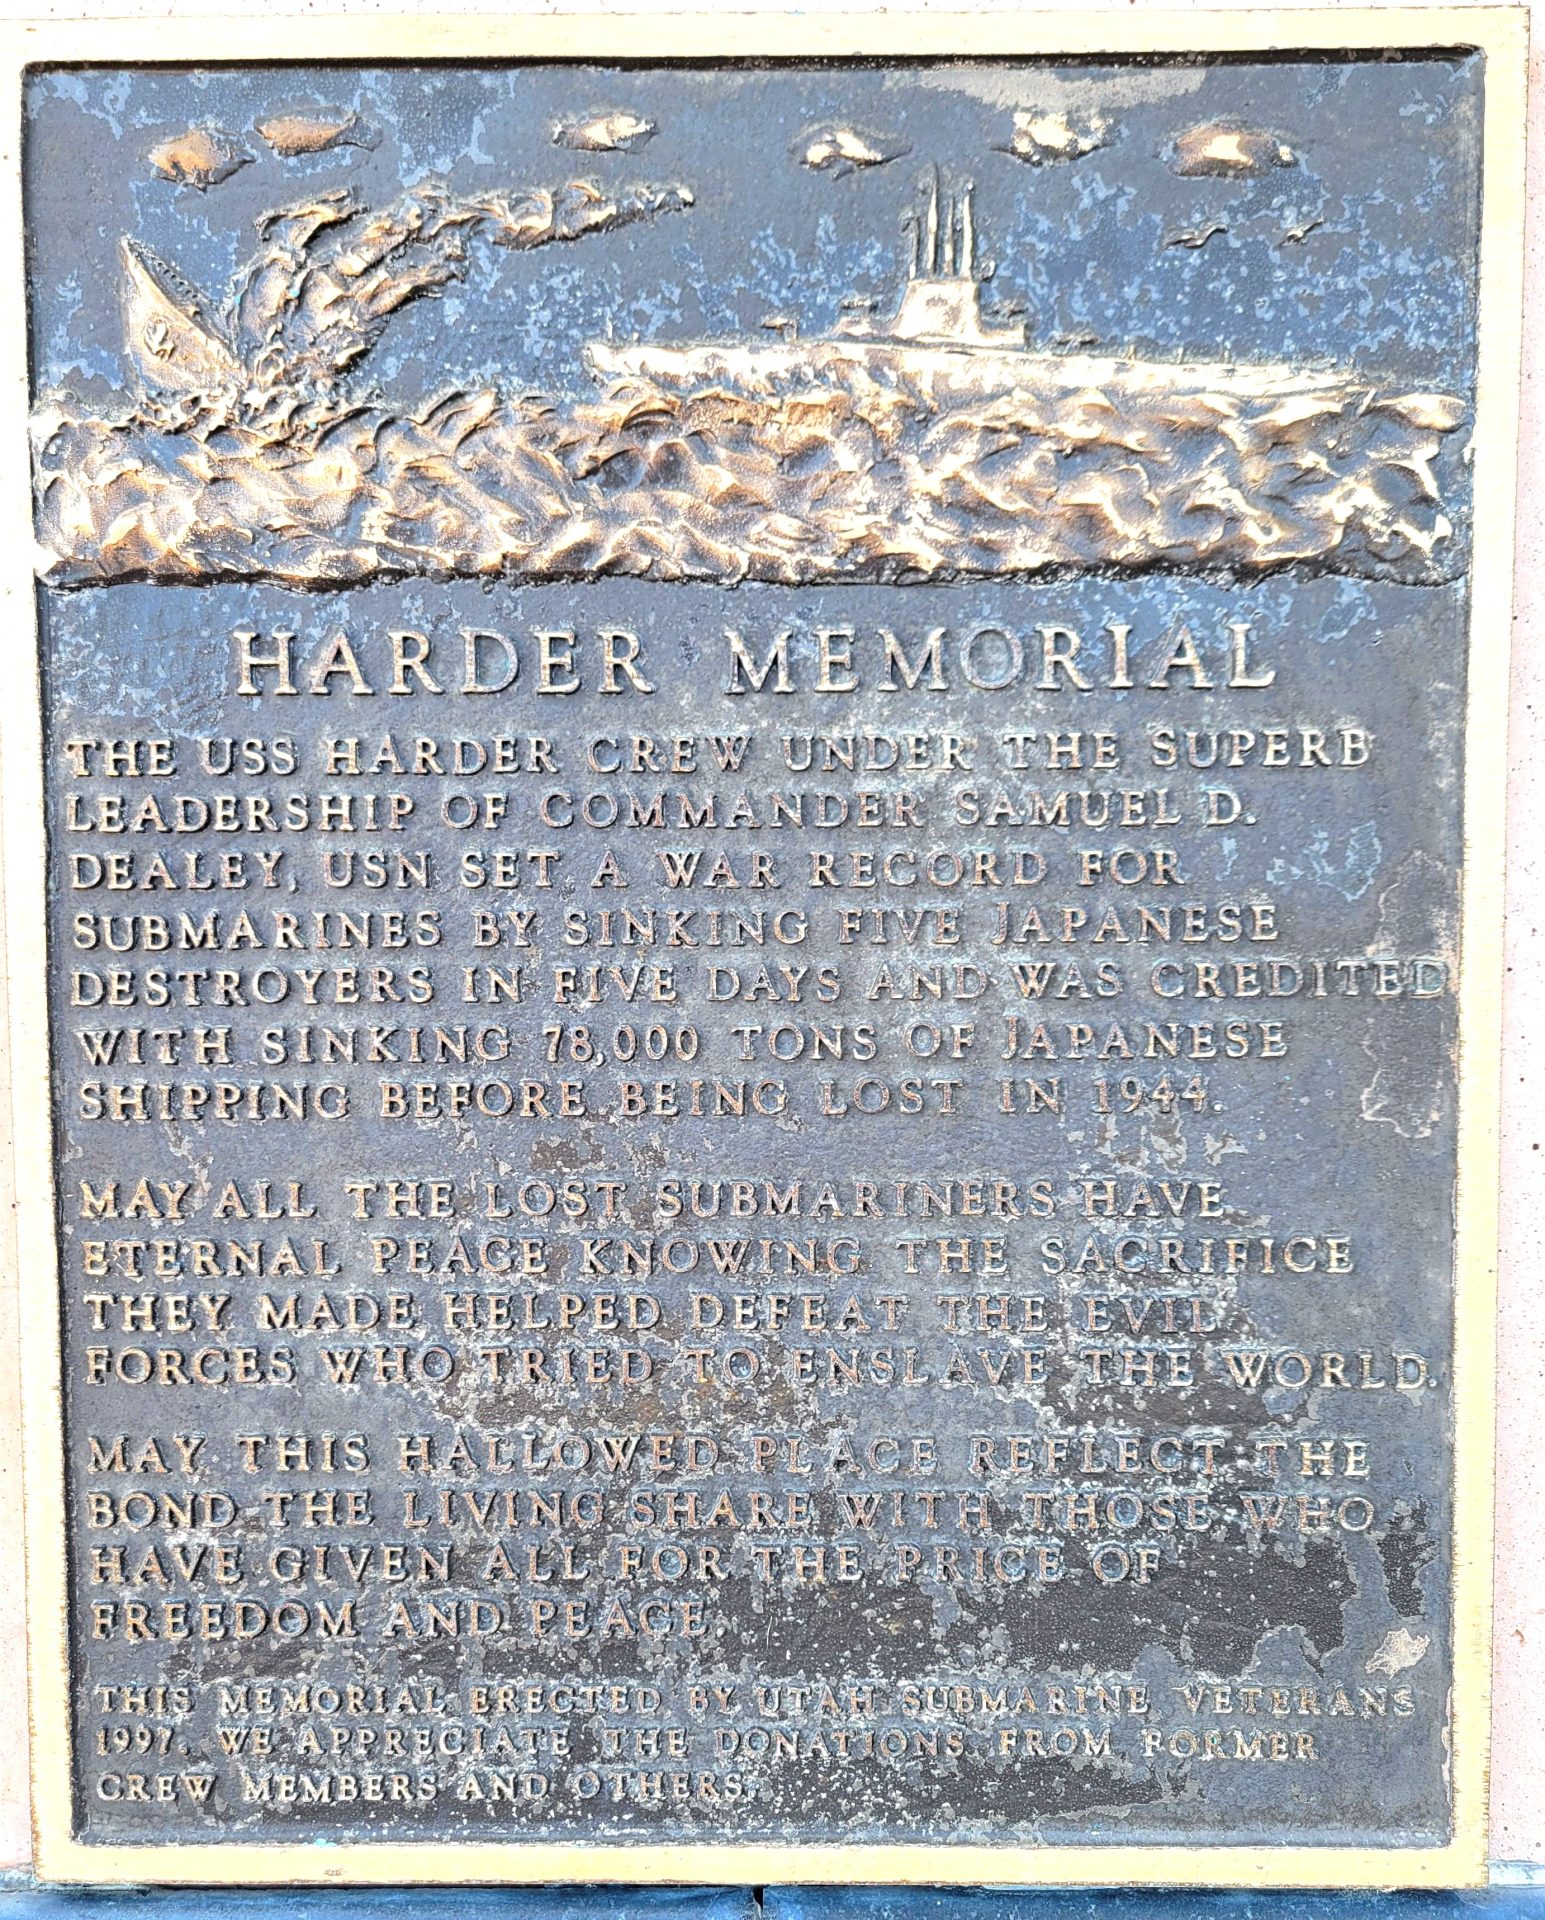 HARDER MEMORIAL
THE USS HARDER CREW UNDER THE SUPERB
LEADERSHIP OF COMMANDER SAMUEL D.
DEALEY, USN SET A WAR RECORD FOR
SUBMARINES BY SINKING FIVE JAPANESE
DESTROYERS IN FIVE DAYS AND WAS CREDITED
WITH SINKING 78,000 TONS OF JAPANESE
SHIPPING BEFORE BEING LOST IN 1944.
MAY ALL THE LOST SUBMARINERS HAVE
ETERNAL PEACE KNOWING THE SACRIFICE
THEY MADE HELPED DEFEAT THE EVIL
FORCES WHO TRIED TO ENSLAVE THE WORLD.
MAY THIS HALLOWED PLACE REFLECT THE
BOND THE LIVING SHARE WITH THOSE WHO
HAVE GIVEN ALL FOR THE PRICE OF
FREEDOM AND PEACE.
THIS MEMORIAL ERECTED BY UTAH SUBMARINE VETERANS
1997. WE APPRECIATE THE DONATIONS FROM FORMER
CREW MEMBERS AND OTHERS.